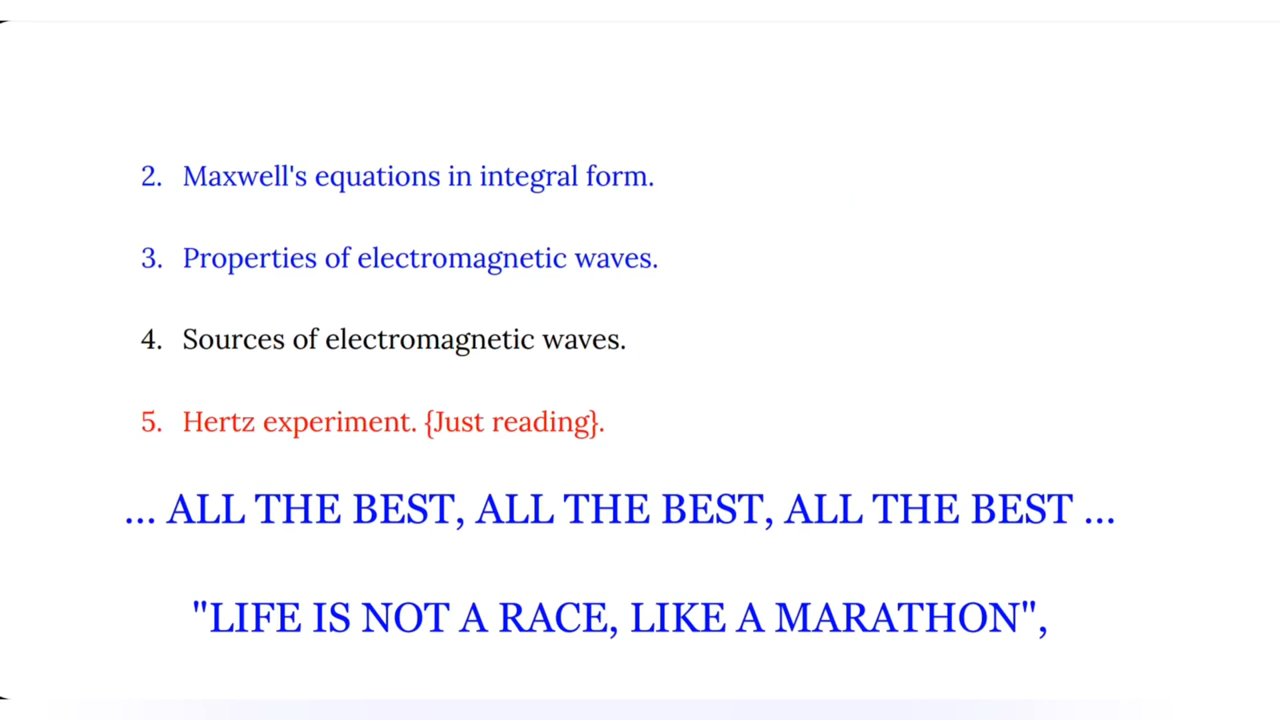 2. Maxwell's equations in integral form.
3. Properties of electromagnetic waves.
4. Sources of electromagnetic waves.
5. Hertz experiment. {Just reading}.
... ALL THE BEST, ALL THE BEST, ALL THE BEST ...
"LIFE IS NOT A RACE, LIKE A MARATHON",